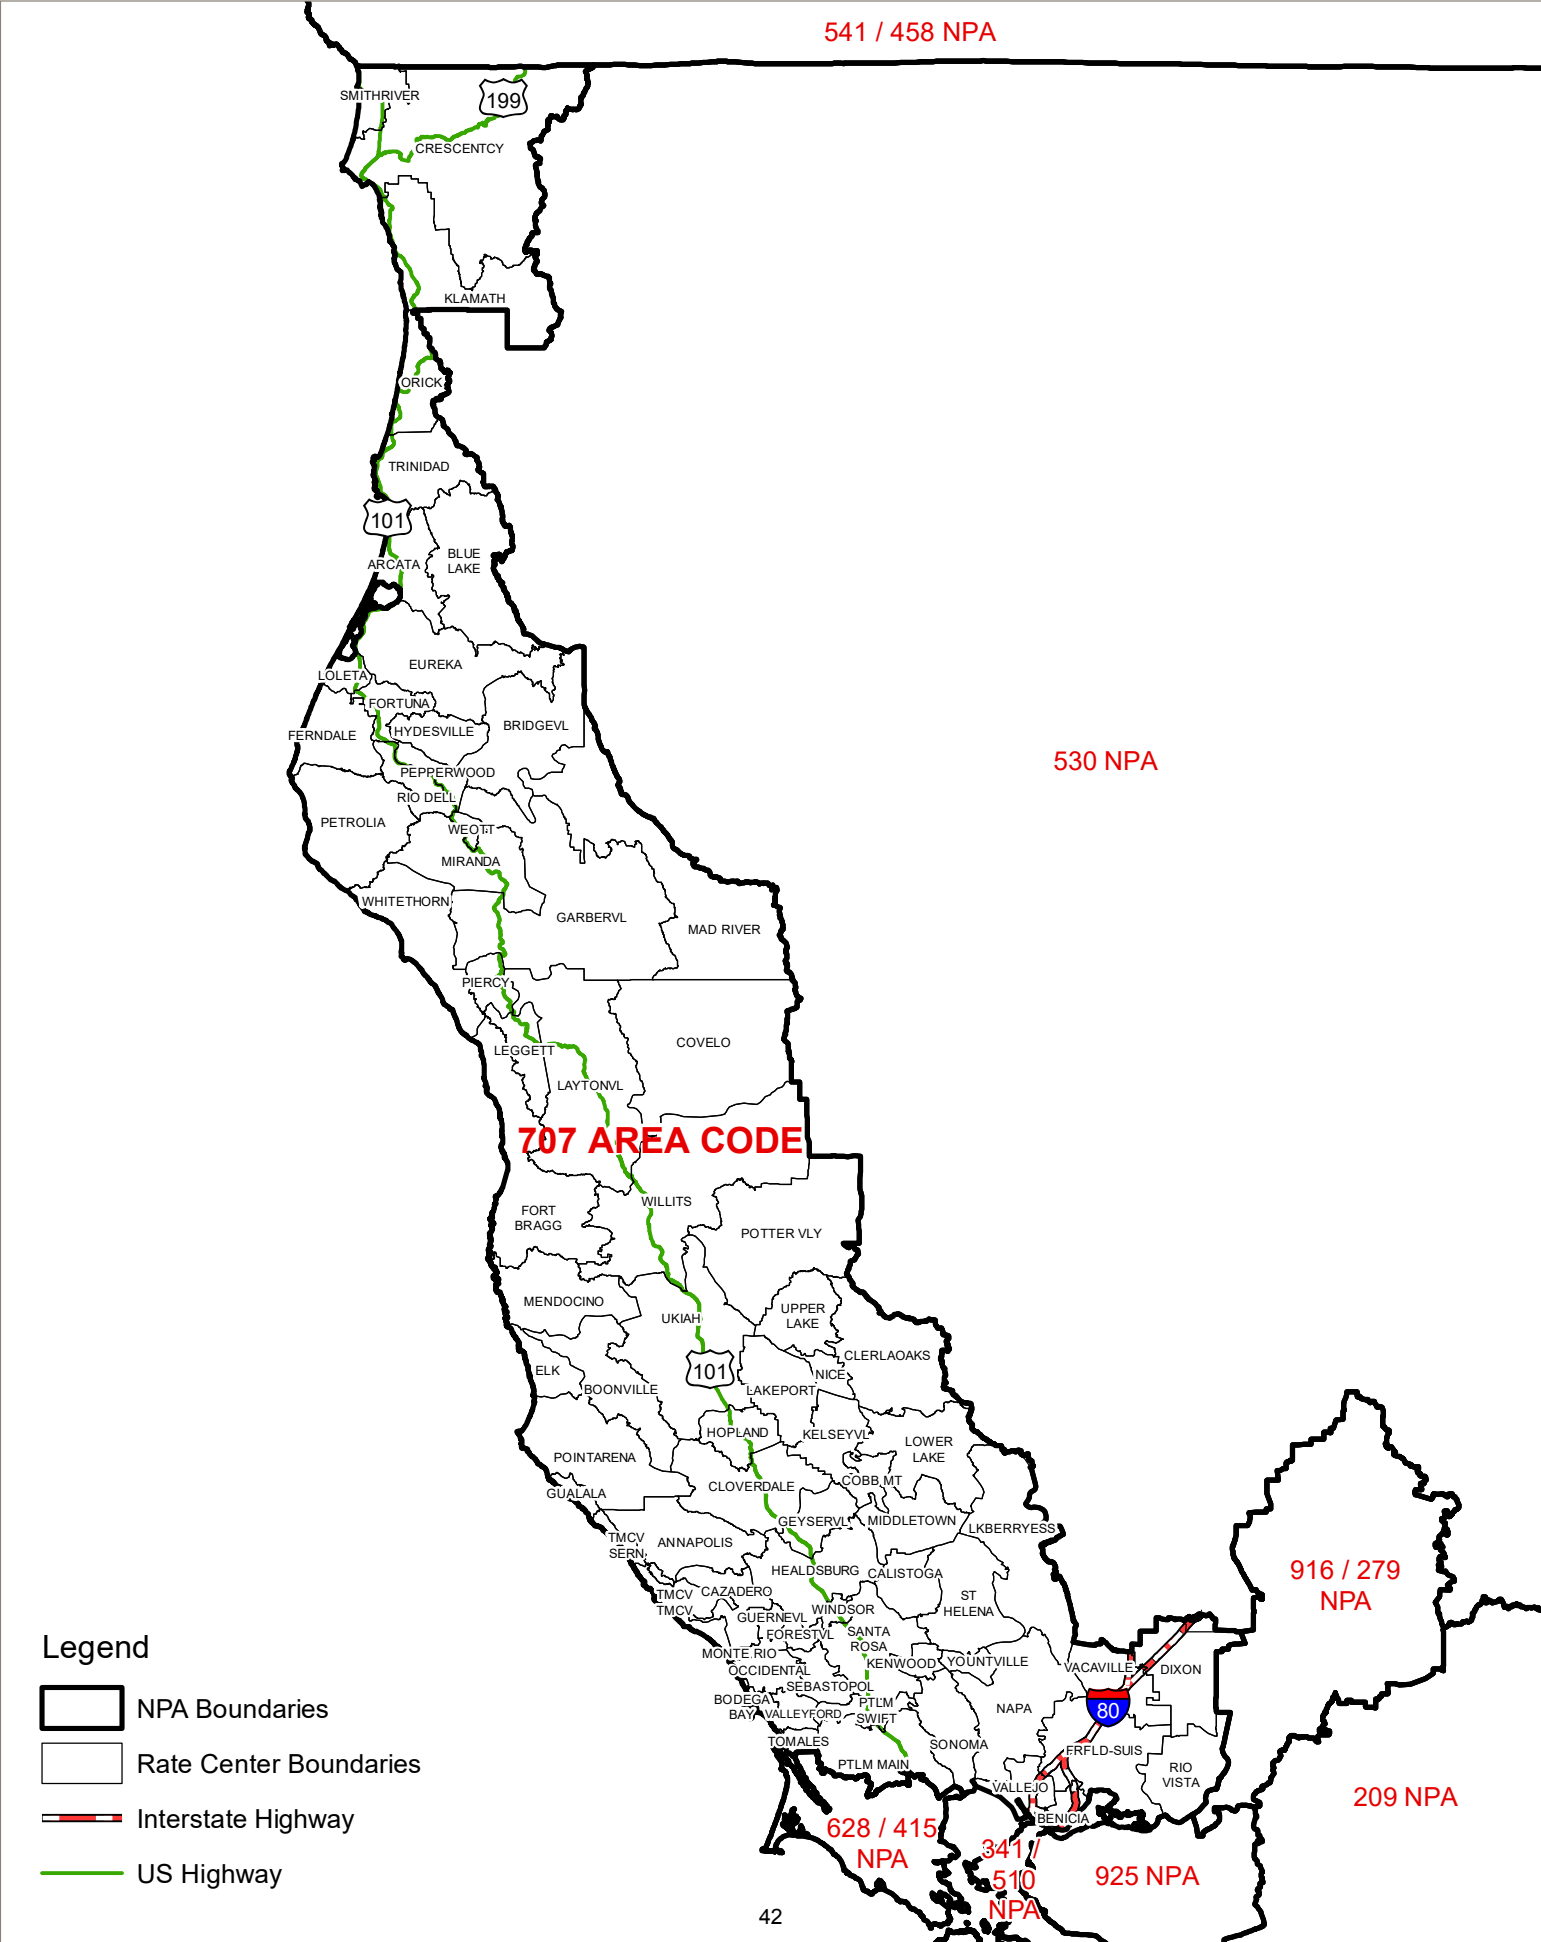 541 / 458 NPA
SMITHRIVER
199
CRESCENTCY
KLAMATH
ORICK
TRINIDAD
101
ARCATA
BLUE
LAKE
EUREKA
LOLETA
FORTUNA
FERNDALE
HYDESVILLE
BRIDGEVL
530 NPA
PEPPERWOOD
RIO DELL
PETROLIA
WEOTT
MIRANDA
WHITETHORN
GARBERVL
MAD RIVER
PIERCY
COVELO
LEGGETT
LAYTONVL
707 AREA CODE
WILLITS
FORT
BRAGG
POTTER VLY
MENDOCINO
UPPER
LAKE
UKIAH
CLERLAOAKS
ELK
101
NICE
BOONVILLE
LAKEPORT
HOPLAND
KELSEYVL
LOWER
LAKE
POINTARENA
COBB MT
CLOVERDALE
GUALALA
GEYSERVL
MIDDLETOWN
LKBERRYESS
TMCV
SERN
ANNAPOLIS
HEALDSBURG
CALISTOGA
916 / 279
NPA
TMCV
TMCV
CAZADERO
ST
HELENA
WINDSOR
GUERNEVL
FORESTVL
SANTA
ROSA
MONTE RIO
KENWOOD
YOUNTVILLE
VACAVILLE
DIXON
OCCIDENTAL
SEBASTOPOL
BODEGA
BAY
VALLEYFORD
PTLM
SWIFT
NAPA
80
TOMALES
SONOMA
FRFLD-SUIS
PTLM MAIN
RIO
VISTA
VALLEJO
BENICIA
209 NPA
628 / 415
NPA
341 /
510
NPA
925 NPA
Legend
NPA Boundaries
Rate Center Boundaries
Interstate Highway
US Highway
42